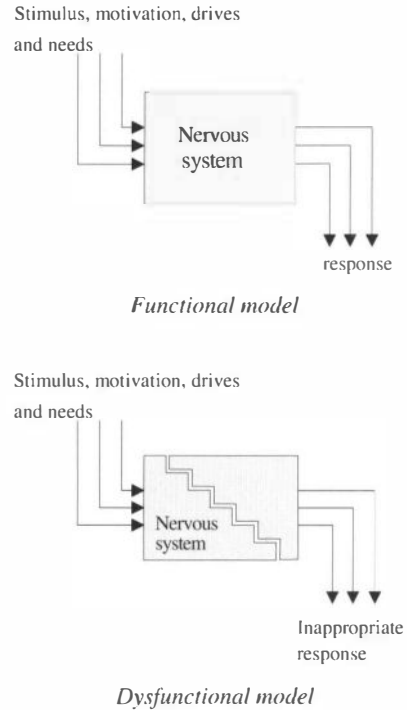 Stimulus, motivation, drives
and needs
Nervous
system
response
Functional model
Stimulus, motivation, drives
and needs
Nervous
system
Inappropriate
response
Dysfunctional model